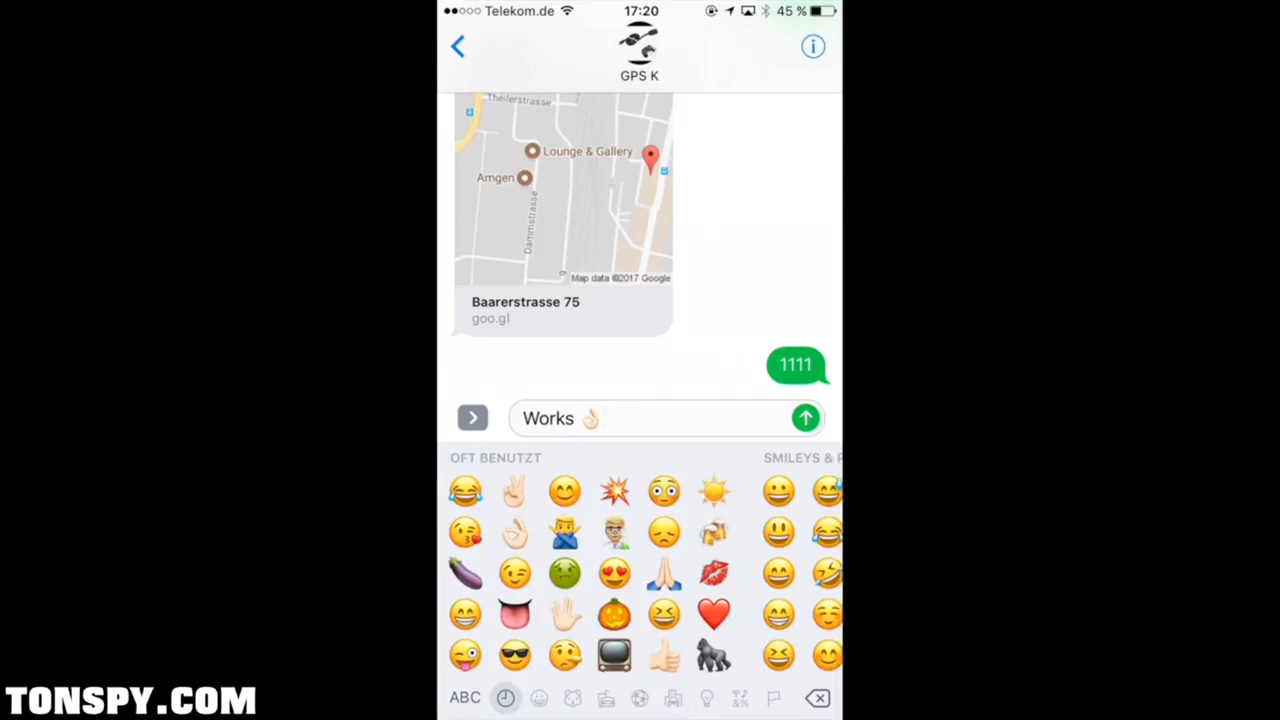 Telekom.de
17:20
45 %
GPS K
Theilerstrasse
Lounge & Gallery
Amgen
Dammstrasse
Map data ©2017 Google
Baarerstrasse 75
goo.gl
1111
Works 👌🏻
OFT BENUTZT
SMILEYS &
ABC
TONSPY.COM